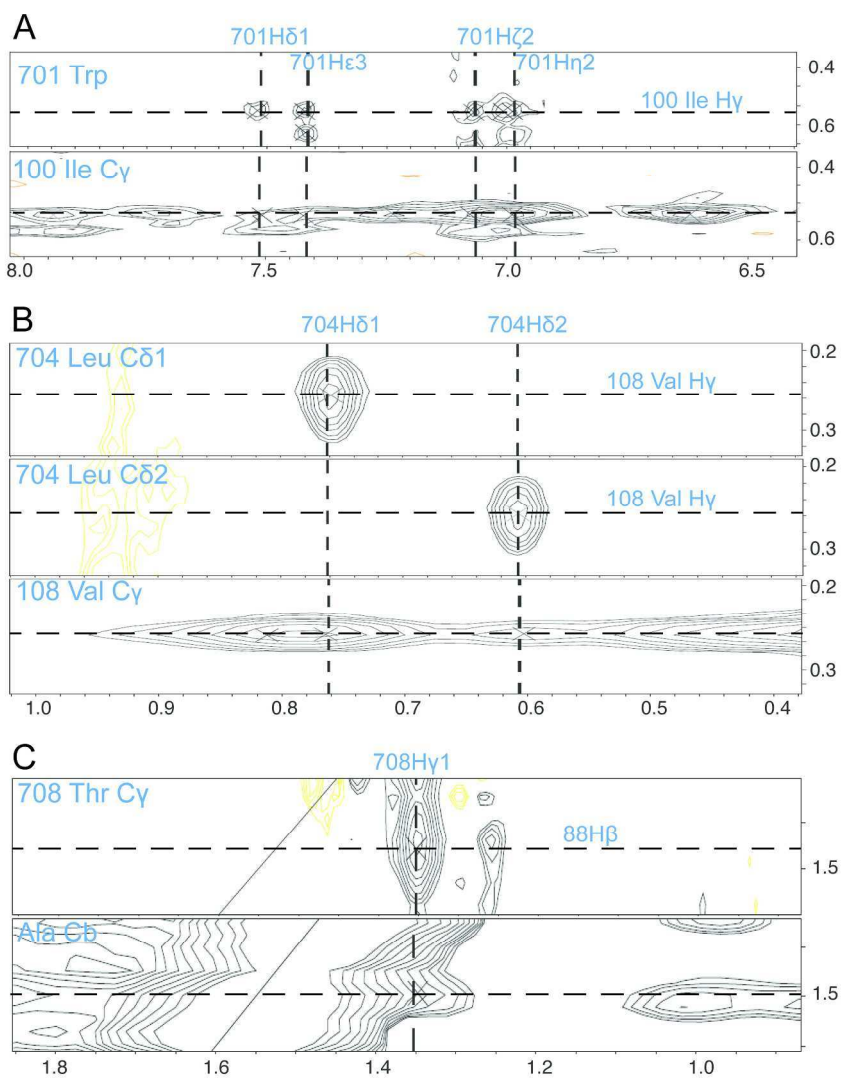 A
701Hδ1
701Hζ2
701Hε3
701Hη2
701 Trp
0.4
100 Ile Hγ
0.6
100 Ile Cγ
0.4
0.6
8.0 7.5 7.0 6.5
B
704Hδ1 704Hδ2
704 Leu Cδ1
0.2
108 Val Hγ
0.3
704 Leu Cδ2
0.2
108 Val Hγ
0.3
108 Val Cγ
0.2
0.3
1.0 0.9 0.8 0.7 0.6 0.5 0.4
C
708Hγ1
708 Thr Cγ
88Hβ
1.5
Ala Cb
1.5
1.8 1.6 1.4 1.2 1.0